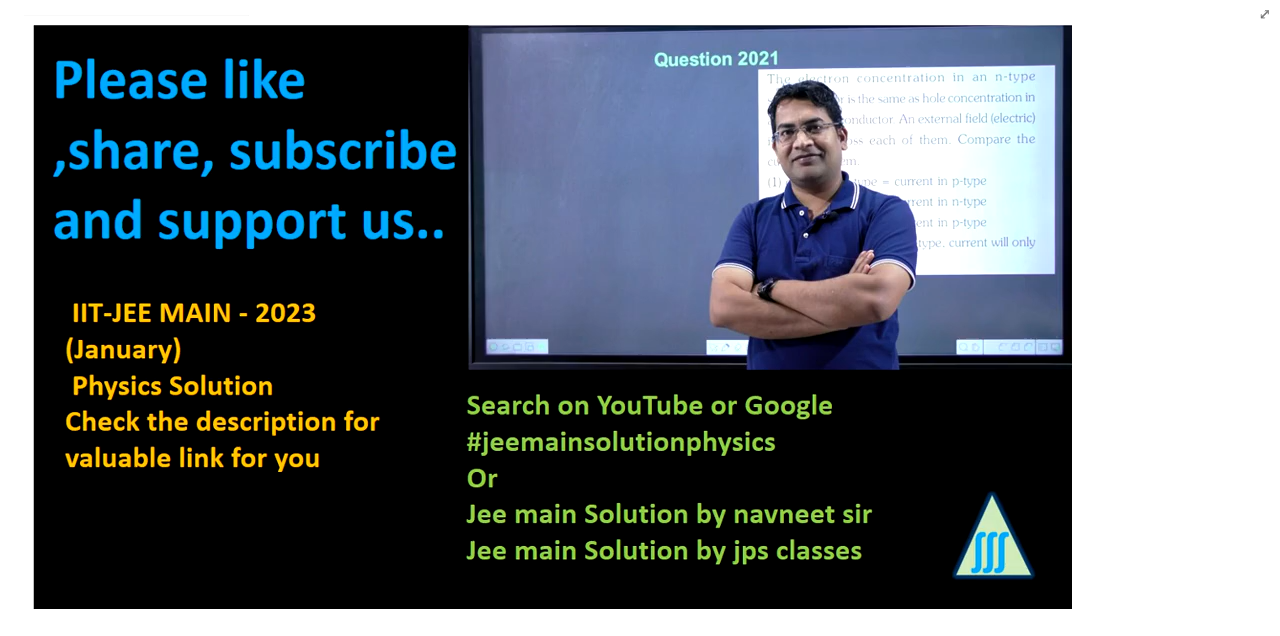 Please like
,share, subscribe
and support us..
IIT-JEE MAIN - 2023
(January)
Physics Solution
Check the description for
valuable link for you
Question 2021
The electron concentration in an n-type
is the same as hole concentration in
An external field (electric)
each of them. Compare the
(1) = current in p-type
in n-type
in p-type
current will only
Search on YouTube or Google
#jeemainsolutionphysics
Or
Jee main Solution by navneet sir
Jee main Solution by jps classes
∫∫∫